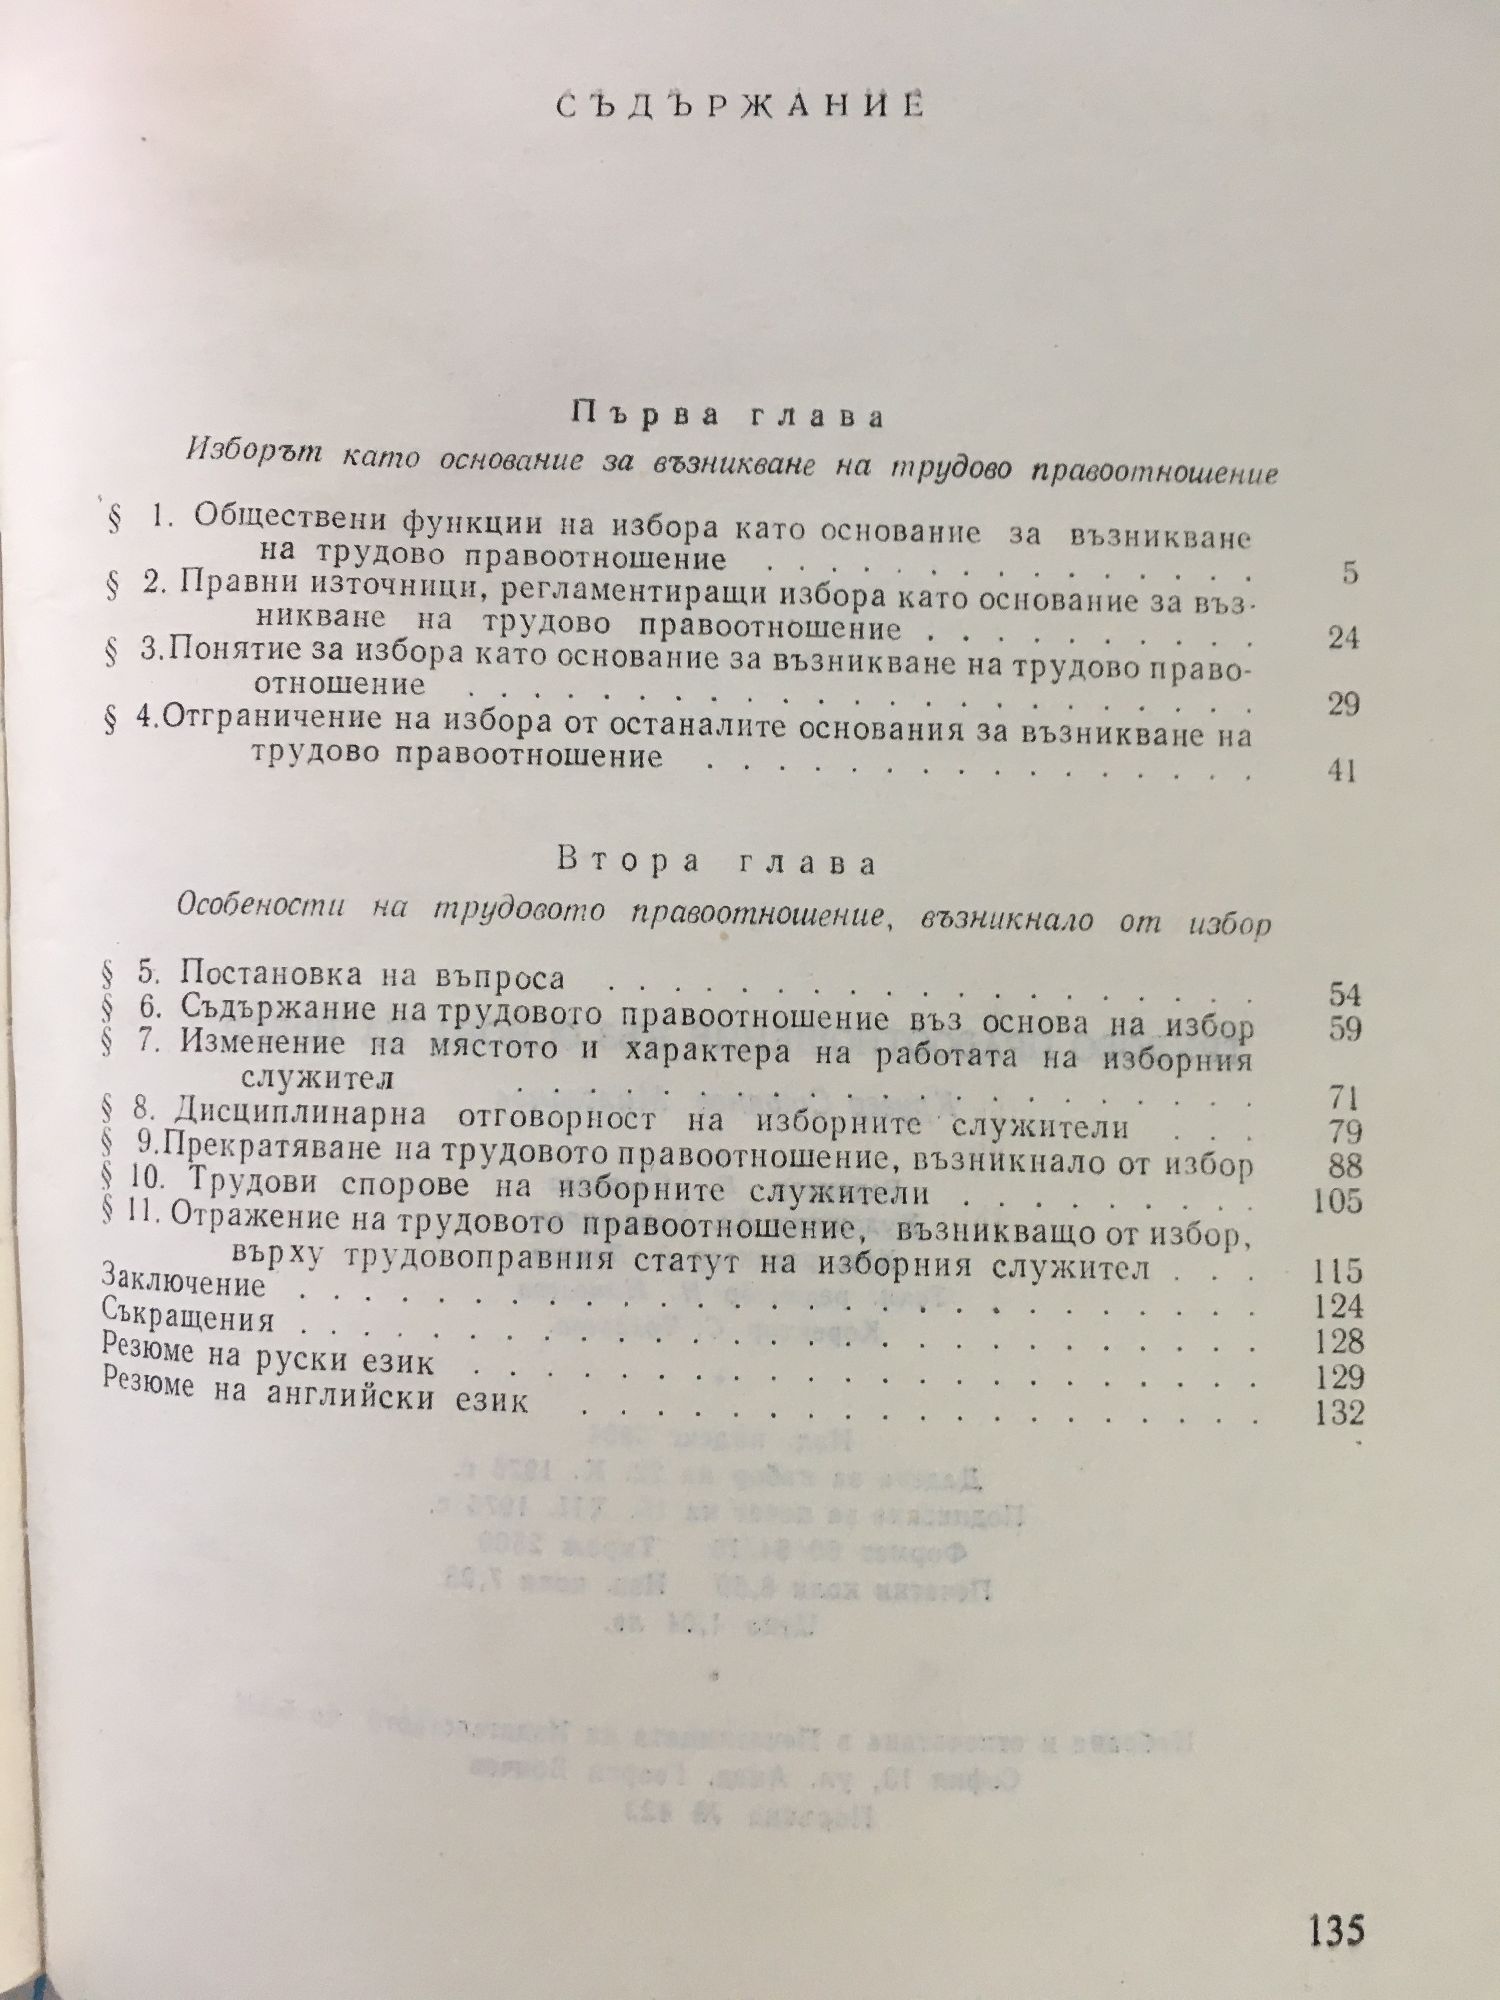 СЪДЪРЖАНИЕ
Първа глава
Изборът като основание за възникване на трудово правоотношение
§ 1. Обществени функции на избора като основание за възникване
на трудово правоотношение . . . . . . . . . . . . . . 5
§ 2. Правни източници, регламентиращи избора като основание за въз-
никване на трудово правоотношение . . . . . . . . . . 24
§ 3. Понятие за избора като основание за възникване на трудово право-
отношение . . . . . . . . . . . . . . . . . . . . . . 29
§ 4. Отграничение на избора от останалите основания за възникване на
трудово правоотношение . . . . . . . . . . . . . . . . 41
Втора глава
Особености на трудовото правоотношение, възникнало от избор
§ 5. Постановка на въпроса . . . . . . . . . . . . . . . . . . . 54
§ 6. Съдържание на трудовото правоотношение въз основа на избор 59
§ 7. Изменение на мястото и характера на работата на изборния
служител . . . . . . . . . . . . . . . . . . . . . . 71
§ 8. Дисциплинарна отговорност на изборните служители . . . 79
§ 9. Прекратяване на трудовото правоотношение, възникнало от избор 88
§ 10. Трудови спорове на изборните служители . . . . . . . . . 105
§ 11. Отражение на трудовото правоотношение, възникващо от избор,
върху трудовоправния статут на изборния служител . . . 115
Заключение . . . . . . . . . . . . . . . . . . . . . . . . . . . 124
Съкращения . . . . . . . . . . . . . . . . . . . . . . . . . . . 128
Резюме на руски език . . . . . . . . . . . . . . . . . . . . . . 129
Резюме на английски език . . . . . . . . . . . . . . . . . . . 132
135